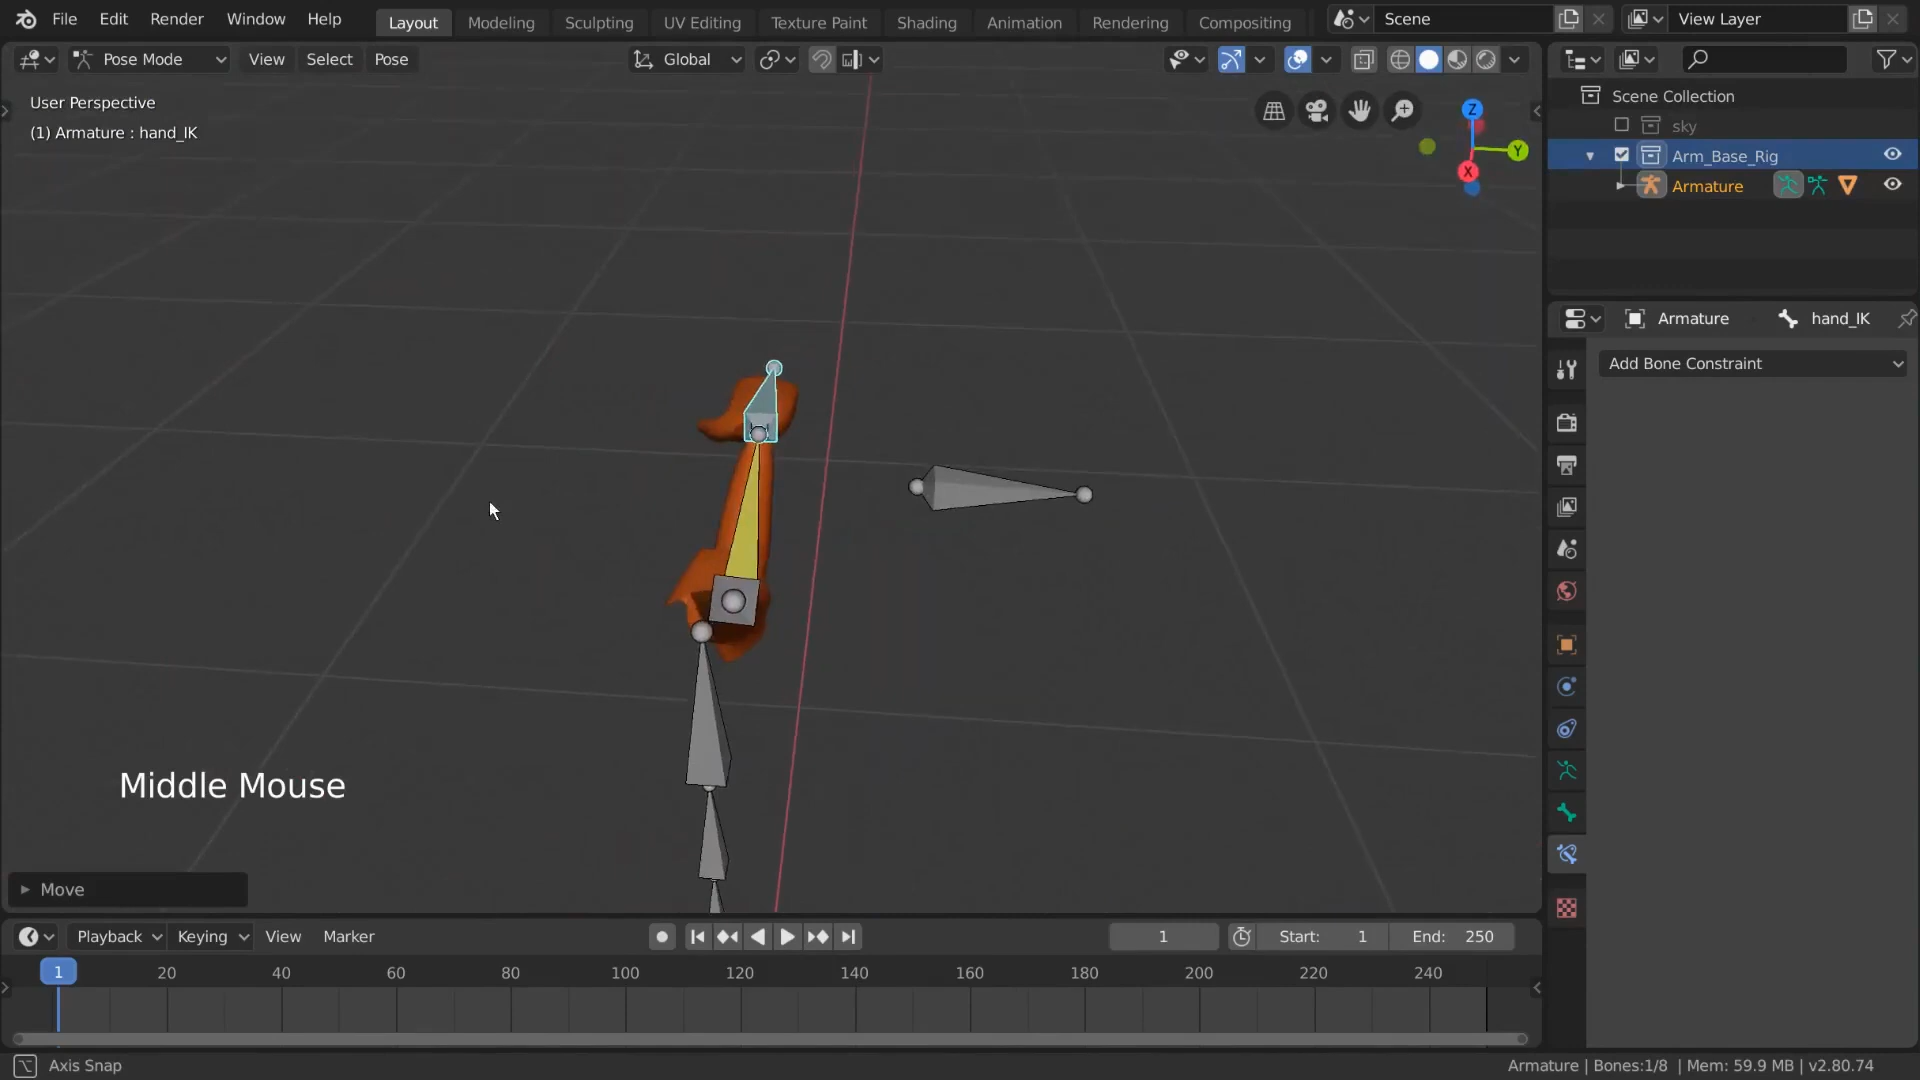 File Edit Render Window Help Layout Modeling Sculpting UV Editing Texture Paint Shading Animation Rendering Compositing Scene View Layer
Pose Mode View Select Pose Global
User Perspective
(1) Armature : hand_IK
Z
Y
X
Scene Collection
sky
Arm_Base_Rig
Armature
Armature hand_IK
Add Bone Constraint
Middle Mouse
Move
Playback Keying View Marker 1 Start: 1 End: 250
1 20 40 60 80 100 120 140 160 180 200 220 240
Axis Snap Armature | Bones:1/8 | Mem: 59.9 MB | v2.80.74